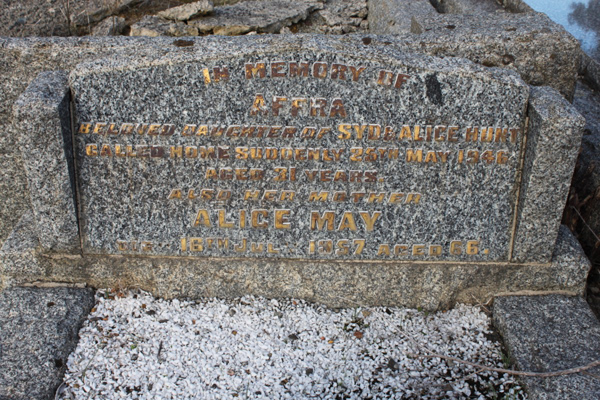 IN MEMORY OF
AFFRA
BELOVED DAUGHTER OF SYD & ALICE HUNT
CALLED HOME SUDDENLY 25TH MAY 1946
AGED 31 YEARS
ALSO HER MOTHER
ALICE MAY
DIED 16TH JUL. 1957 AGED 66.